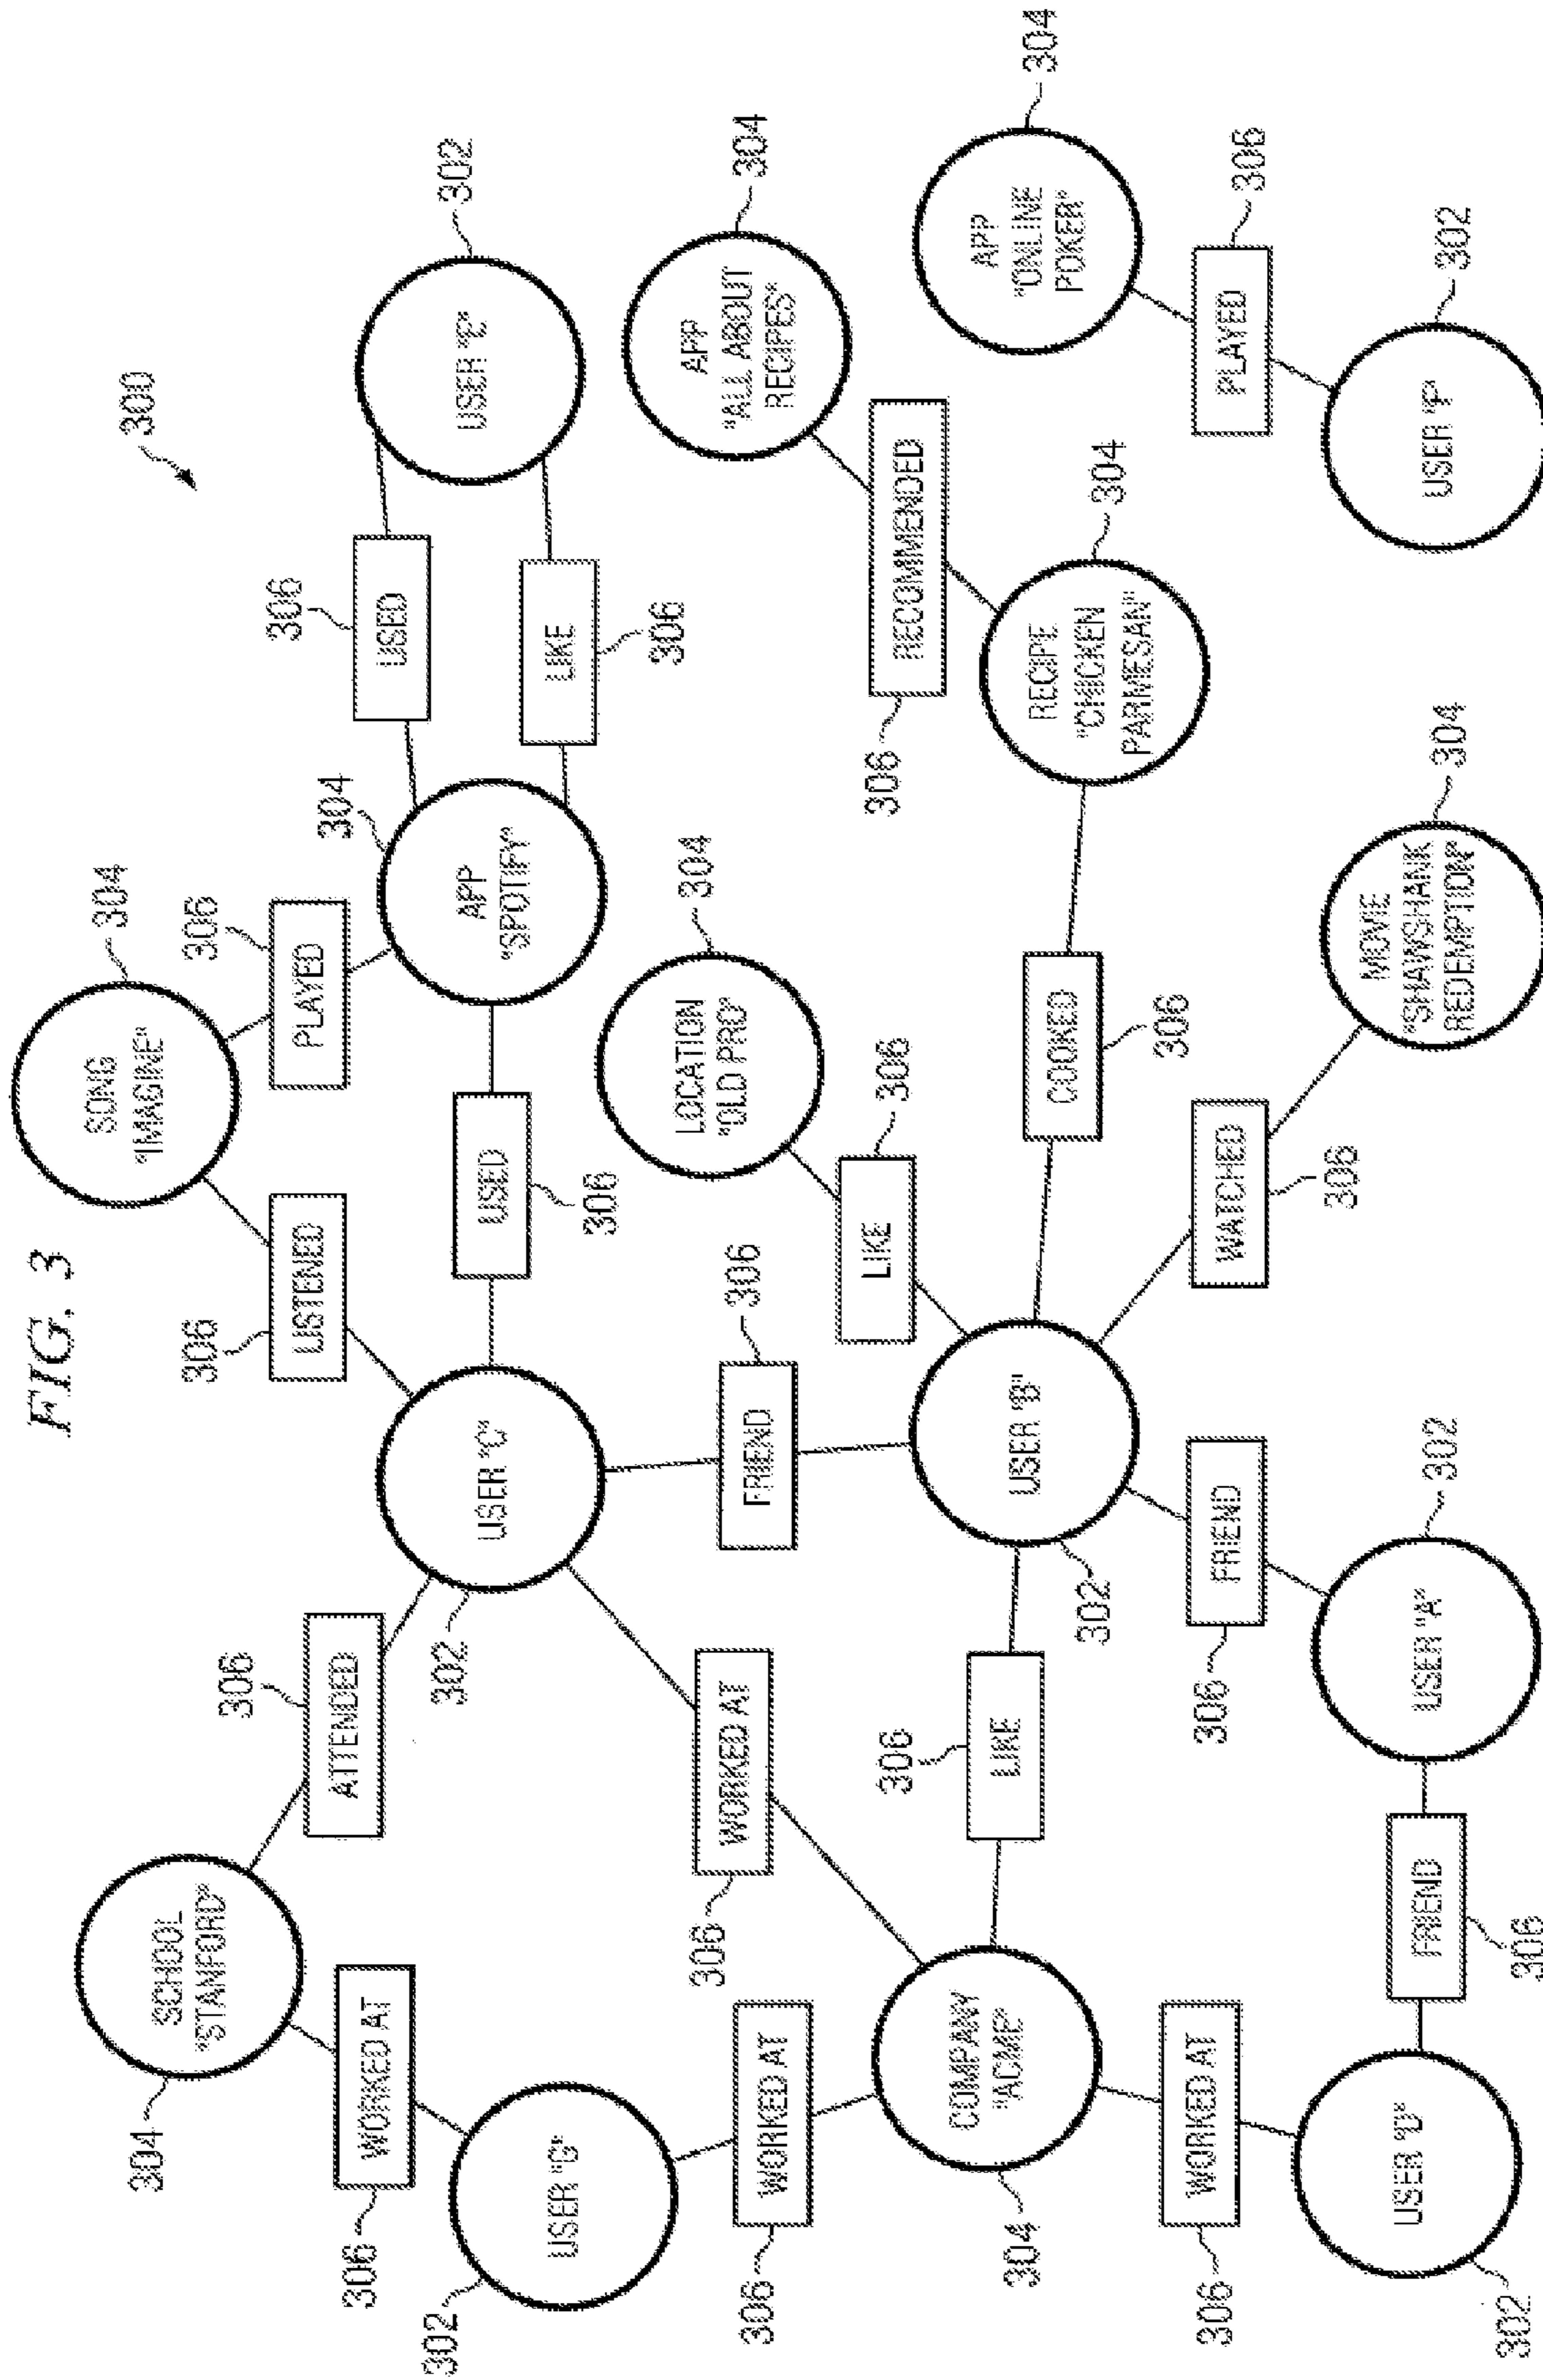 FIG. 3
300
SCHOOL
"STANFORD"
304
SONG
"IMAGINE"
304
306
ATTENDED
306
LISTENED
306
PLAYED
306
USED
WORKED AT
306
304
USER "E"
302
302
USER "G"
302
USER "C"
USED
306
APP
"SPOTIFY"
LIKE
306
WORKED AT
306
WORKED AT
306
FRIEND
306
LOCATION
"OLD PRO"
304
APP
"ALL ABOUT
RECIPES"
304
LIKE
306
306
RECOMMENDED
COMPANY
"ACME"
304
306
LIKE
USER "B"
302
COOKED
306
RECIPE
"CHICKEN
PARMESAN"
304
APP
"ONLINE
POKER"
304
WORKED AT
306
FRIEND
306
WATCHED
306
PLAYED
306
USER "D"
302
FRIEND
306
USER "A"
302
MOVIE
"SHAWSHANK
REDEMPTION"
304
USER "F"
302